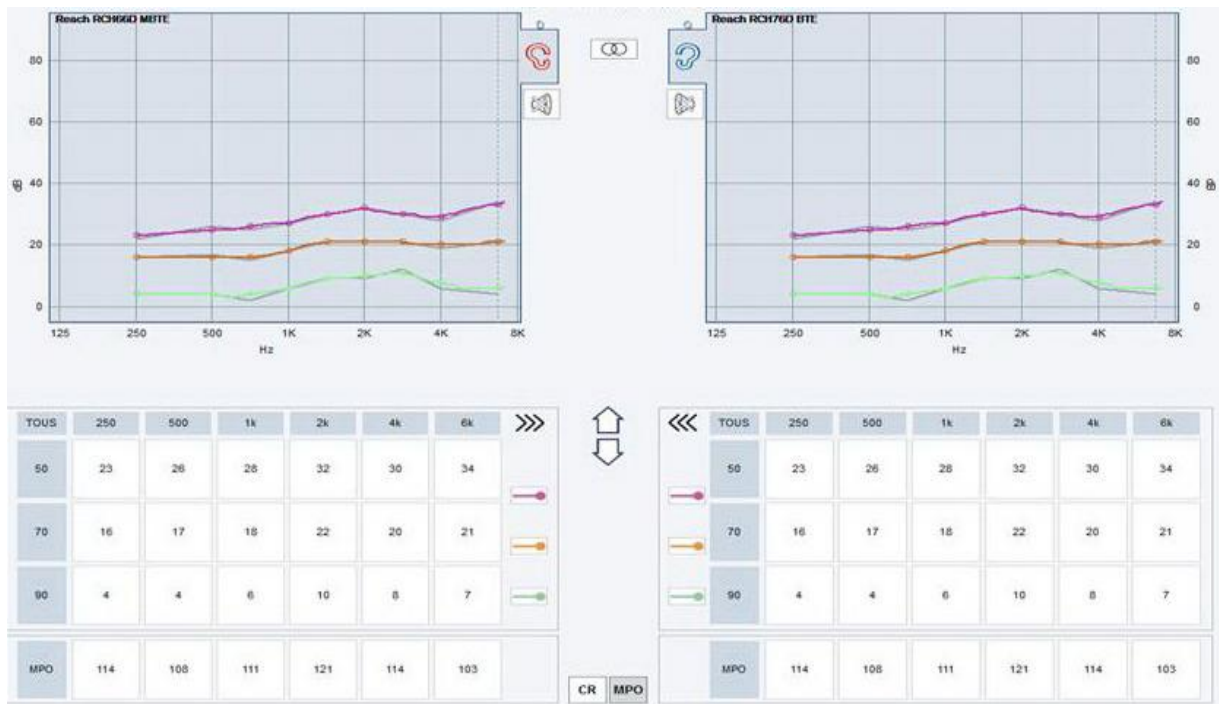 Reach RCH66D MBTE
Reach RCH76D BTE
80
60
dB 40
20
0
125 250 500 1K 2K 4K 8K
Hz
80
60
40 dB
20
0
125 250 500 1K 2K 4K 8K
Hz
TOUS 250 500 1k 2k 4k 6k
50 23 26 28 32 30 34
70 16 17 18 22 20 21
90 4 4 6 10 8 7
MPO 114 108 111 121 114 103
TOUS 250 500 1k 2k 4k 6k
50 23 26 28 32 30 34
70 16 17 18 22 20 21
90 4 4 6 10 8 7
MPO 114 108 111 121 114 103
CR MPO